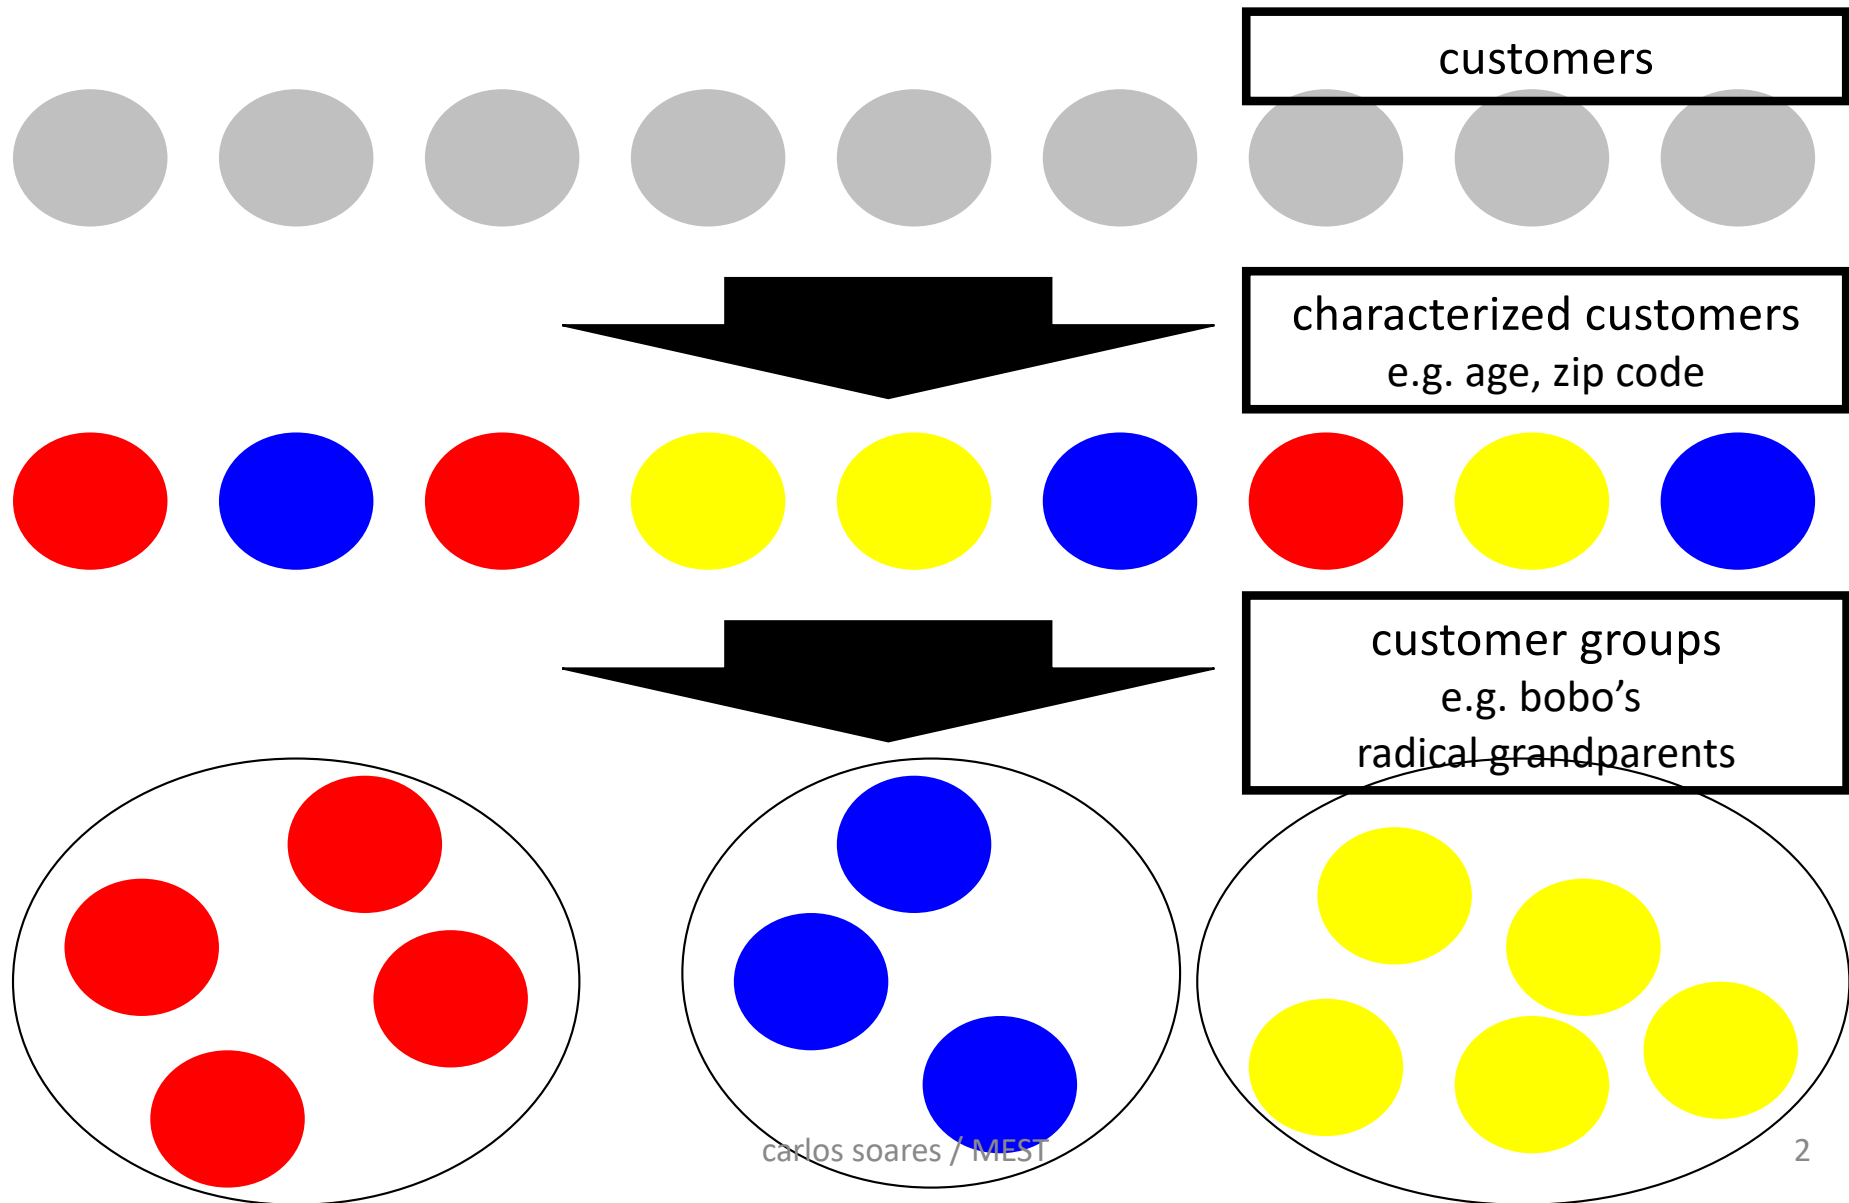 customers
characterized customers
e.g. age, zip code
customer groups
e.g. bobo’s
radical grandparents
carlos soares / MEST
2